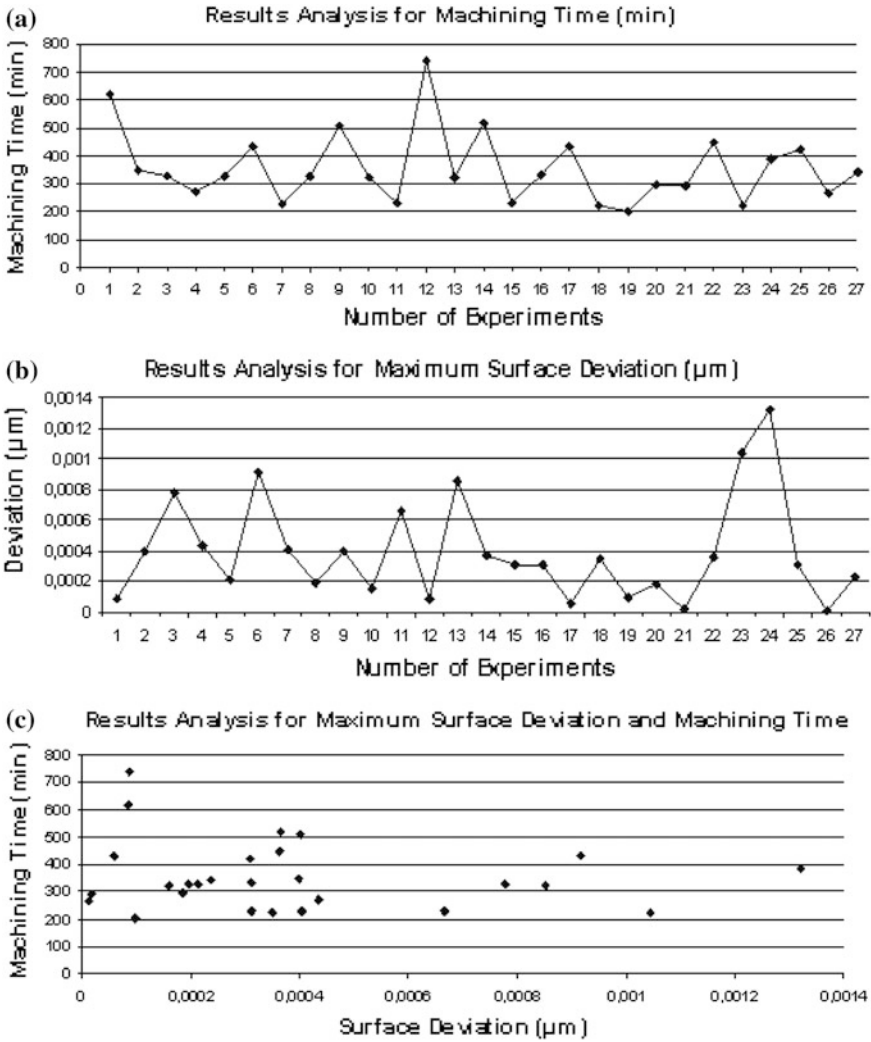 (a) Results Analysis for Machining Time (min)
Machining Time (min)
800
700
600
500
400
300
200
100
0
0 1 2 3 4 5 6 7 8 9 10 11 12 13 14 15 16 17 18 19 20 21 22 23 24 25 26 27
Number of Experiments
(b) Results Analysis for Maximum Surface Deviation (µm)
Deviation (µm)
0,0014
0,0012
0,001
0,0008
0,0006
0,0004
0,0002
0
1 2 3 4 5 6 7 8 9 10 11 12 13 14 15 16 17 18 19 20 21 22 23 24 25 26 27
Number of Experiments
(c) Results Analysis for Maximum Surface Deviation and Machining Time
Machining Time (min)
800
700
600
500
400
300
200
100
0
0 0,0002 0,0004 0,0006 0,0008 0,001 0,0012 0,0014
Surface Deviation (µm)